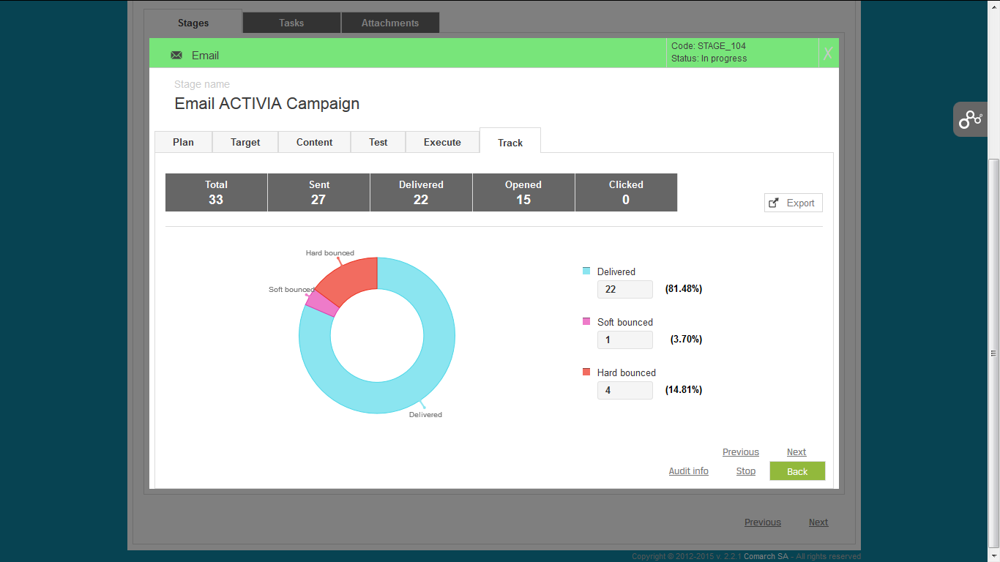 Stages Tasks Attachments
Email
Code: STAGE_104
Status: In progress
X
Stage name
Email ACTIVIA Campaign
Plan Target Content Test Execute Track
Total Sent Delivered Opened Clicked
33 27 22 15 0
Export
Hard bounced
Soft bounced
Delivered
Delivered
22 (81.48%)
Soft bounced
1 (3.70%)
Hard bounced
4 (14.81%)
Previous Next
Audit info Stop Back
Previous Next
Copyright © 2012-2015 v. 2.2.1 Comarch SA - All rights reserved